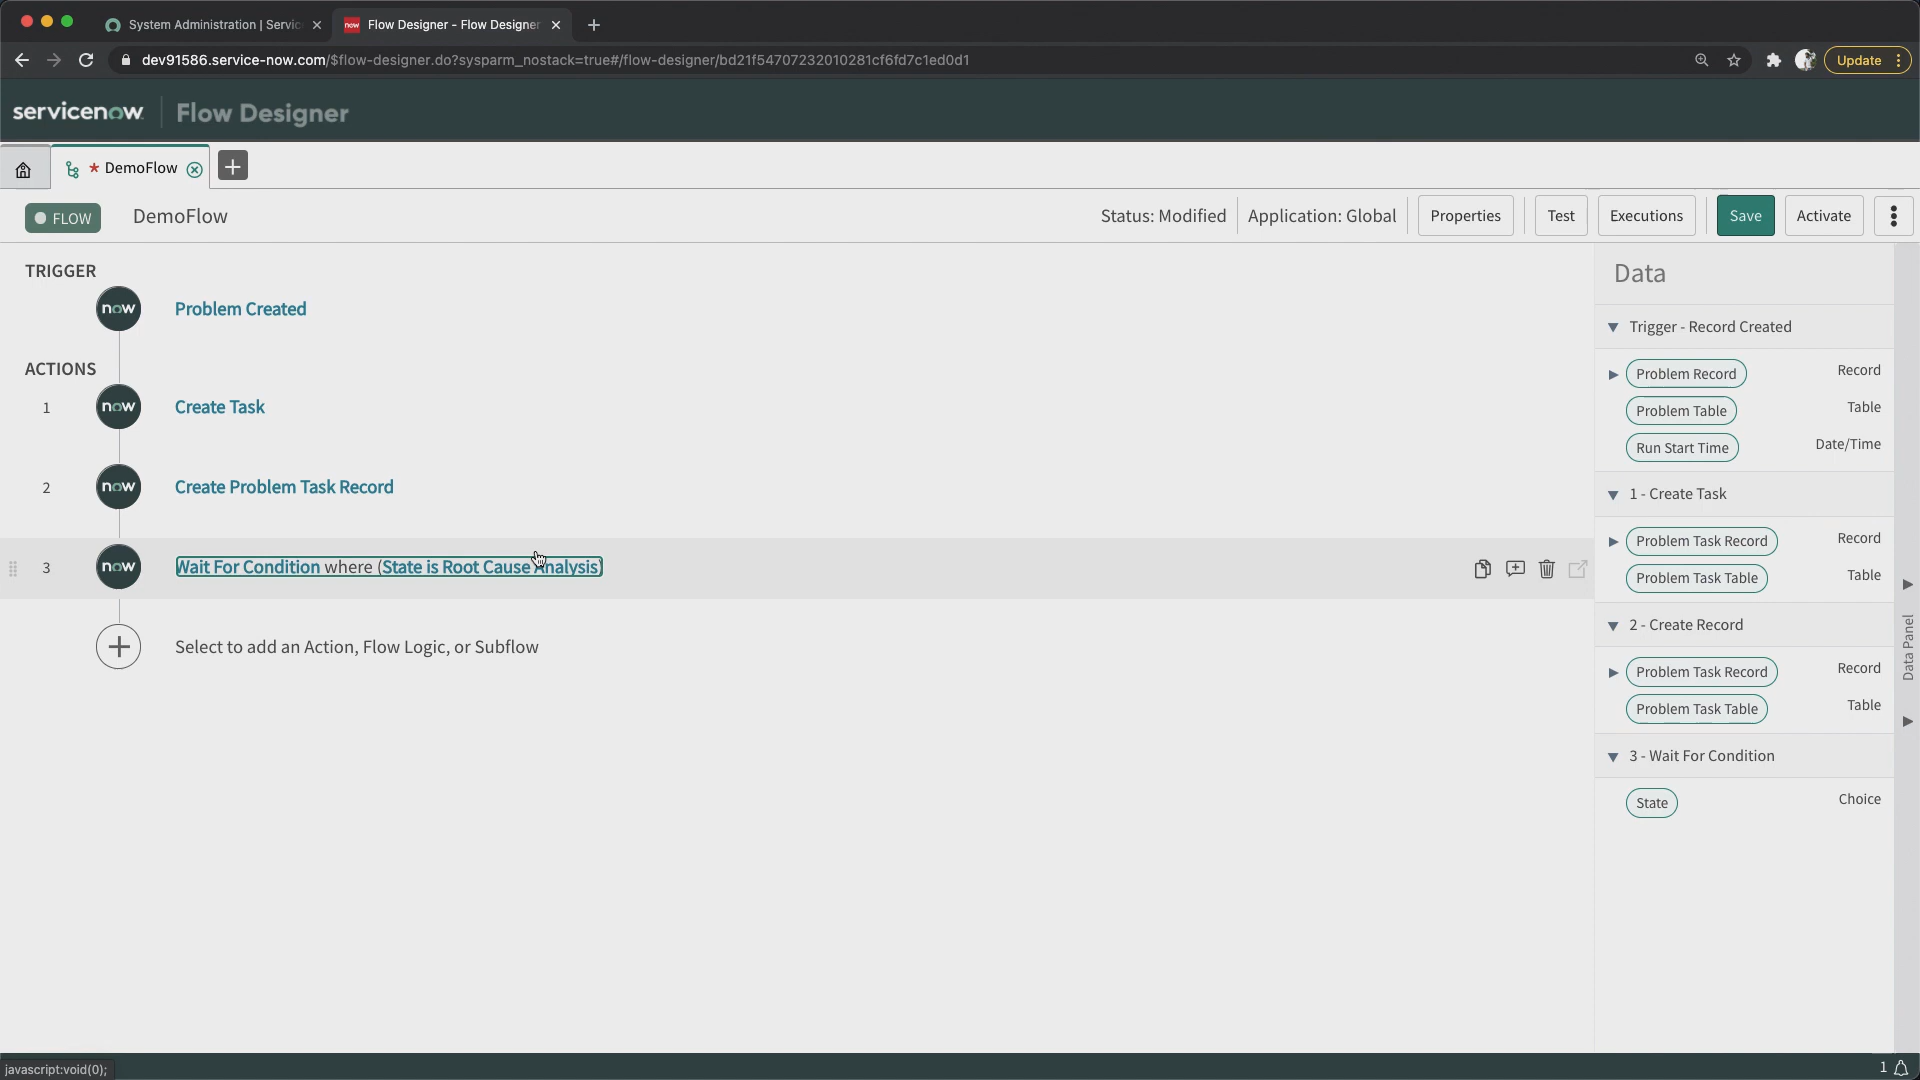 System Administration | Servic
now Flow Designer - Flow Designer
dev91586.service-now.com/$flow-designer.do?sysparm_nostack=true#/flow-designer/bd21f54707232010281cf6fd7c1ed0d1
Update
servicenow Flow Designer
* DemoFlow
FLOW DemoFlow Status: Modified Application: Global Properties Test Executions Save Activate
TRIGGER
now Problem Created
ACTIONS
1 now Create Task
2 now Create Problem Task Record
3 now Wait For Condition where (State is Root Cause Analysis)
Select to add an Action, Flow Logic, or Subflow
Data
Trigger - Record Created
Problem Record Record
Problem Table Table
Run Start Time Date/Time
1 - Create Task
Problem Task Record Record
Problem Task Table Table
2 - Create Record
Problem Task Record Record
Problem Task Table Table
3 - Wait For Condition
State Choice
Data Panel
javascript:void(0);
1